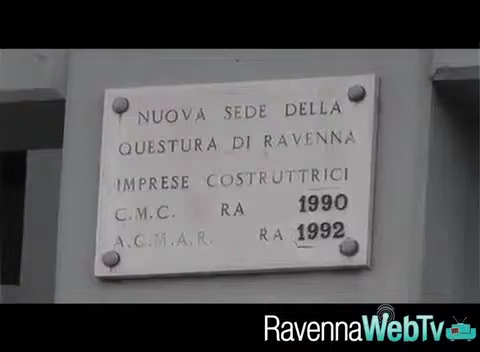 NUOVA SEDE DELLA
QUESTURA DI RAVENNA
IMPRESE COSTRUTTRICI
C.M.C. RA 1990
A.C.M.A.R. RA 1992
RavennaWebTv